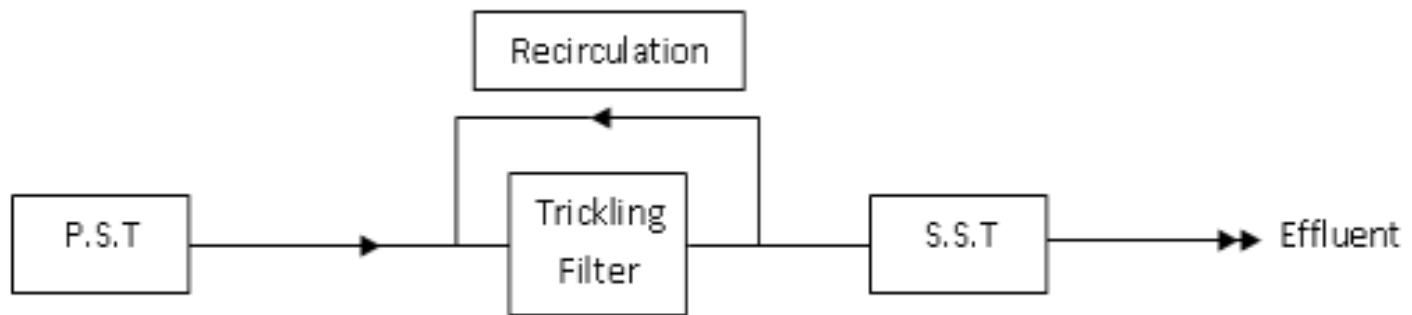 Recirculation
P.S.T
Trickling
Filter
S.S.T
Effluent